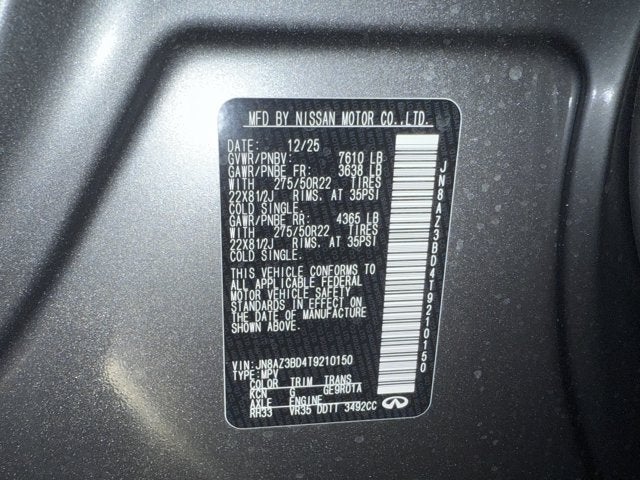 MFD BY NISSAN MOTOR CO.,LTD.
DATE: 12/25
GVWR/PNBV: 7610 LB
GAWR/PNBE FR: 3638 LB
WITH 275/50R22 TIRES
22X81/2J RIMS. AT 35PSI
COLD SINGLE.
GAWR/PNBE RR: 4365 LB
WITH 275/50R22 TIRES
22X81/2J RIMS. AT 35PSI
COLD SINGLE.
THIS VEHICLE CONFORMS TO
ALL APPLICABLE FEDERAL
MOTOR VEHICLE SAFETY
STANDARDS IN EFFECT ON
THE DATE OF MANUFACTURE
SHOWN ABOVE.
VIN: JN8AZ3BD4T9210150
TYPE: MPV
COLOR TRIM TRANS
KCN G GE9R01A
AXLE ENGINE
RH33 VR35 DDTT 3492CC
JN8AZ3BD4T9210150